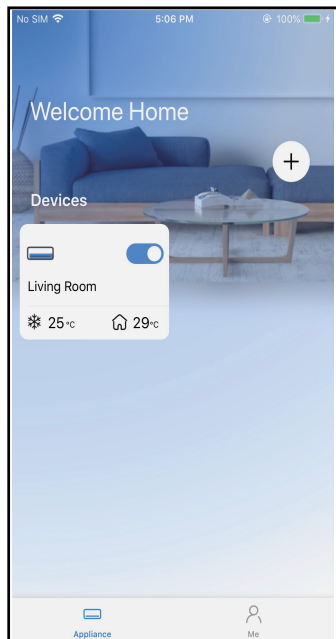 No SIM 5:06 PM 100%
Welcome Home
+
Devices
Living Room
25°C 29°C
Appliance Me